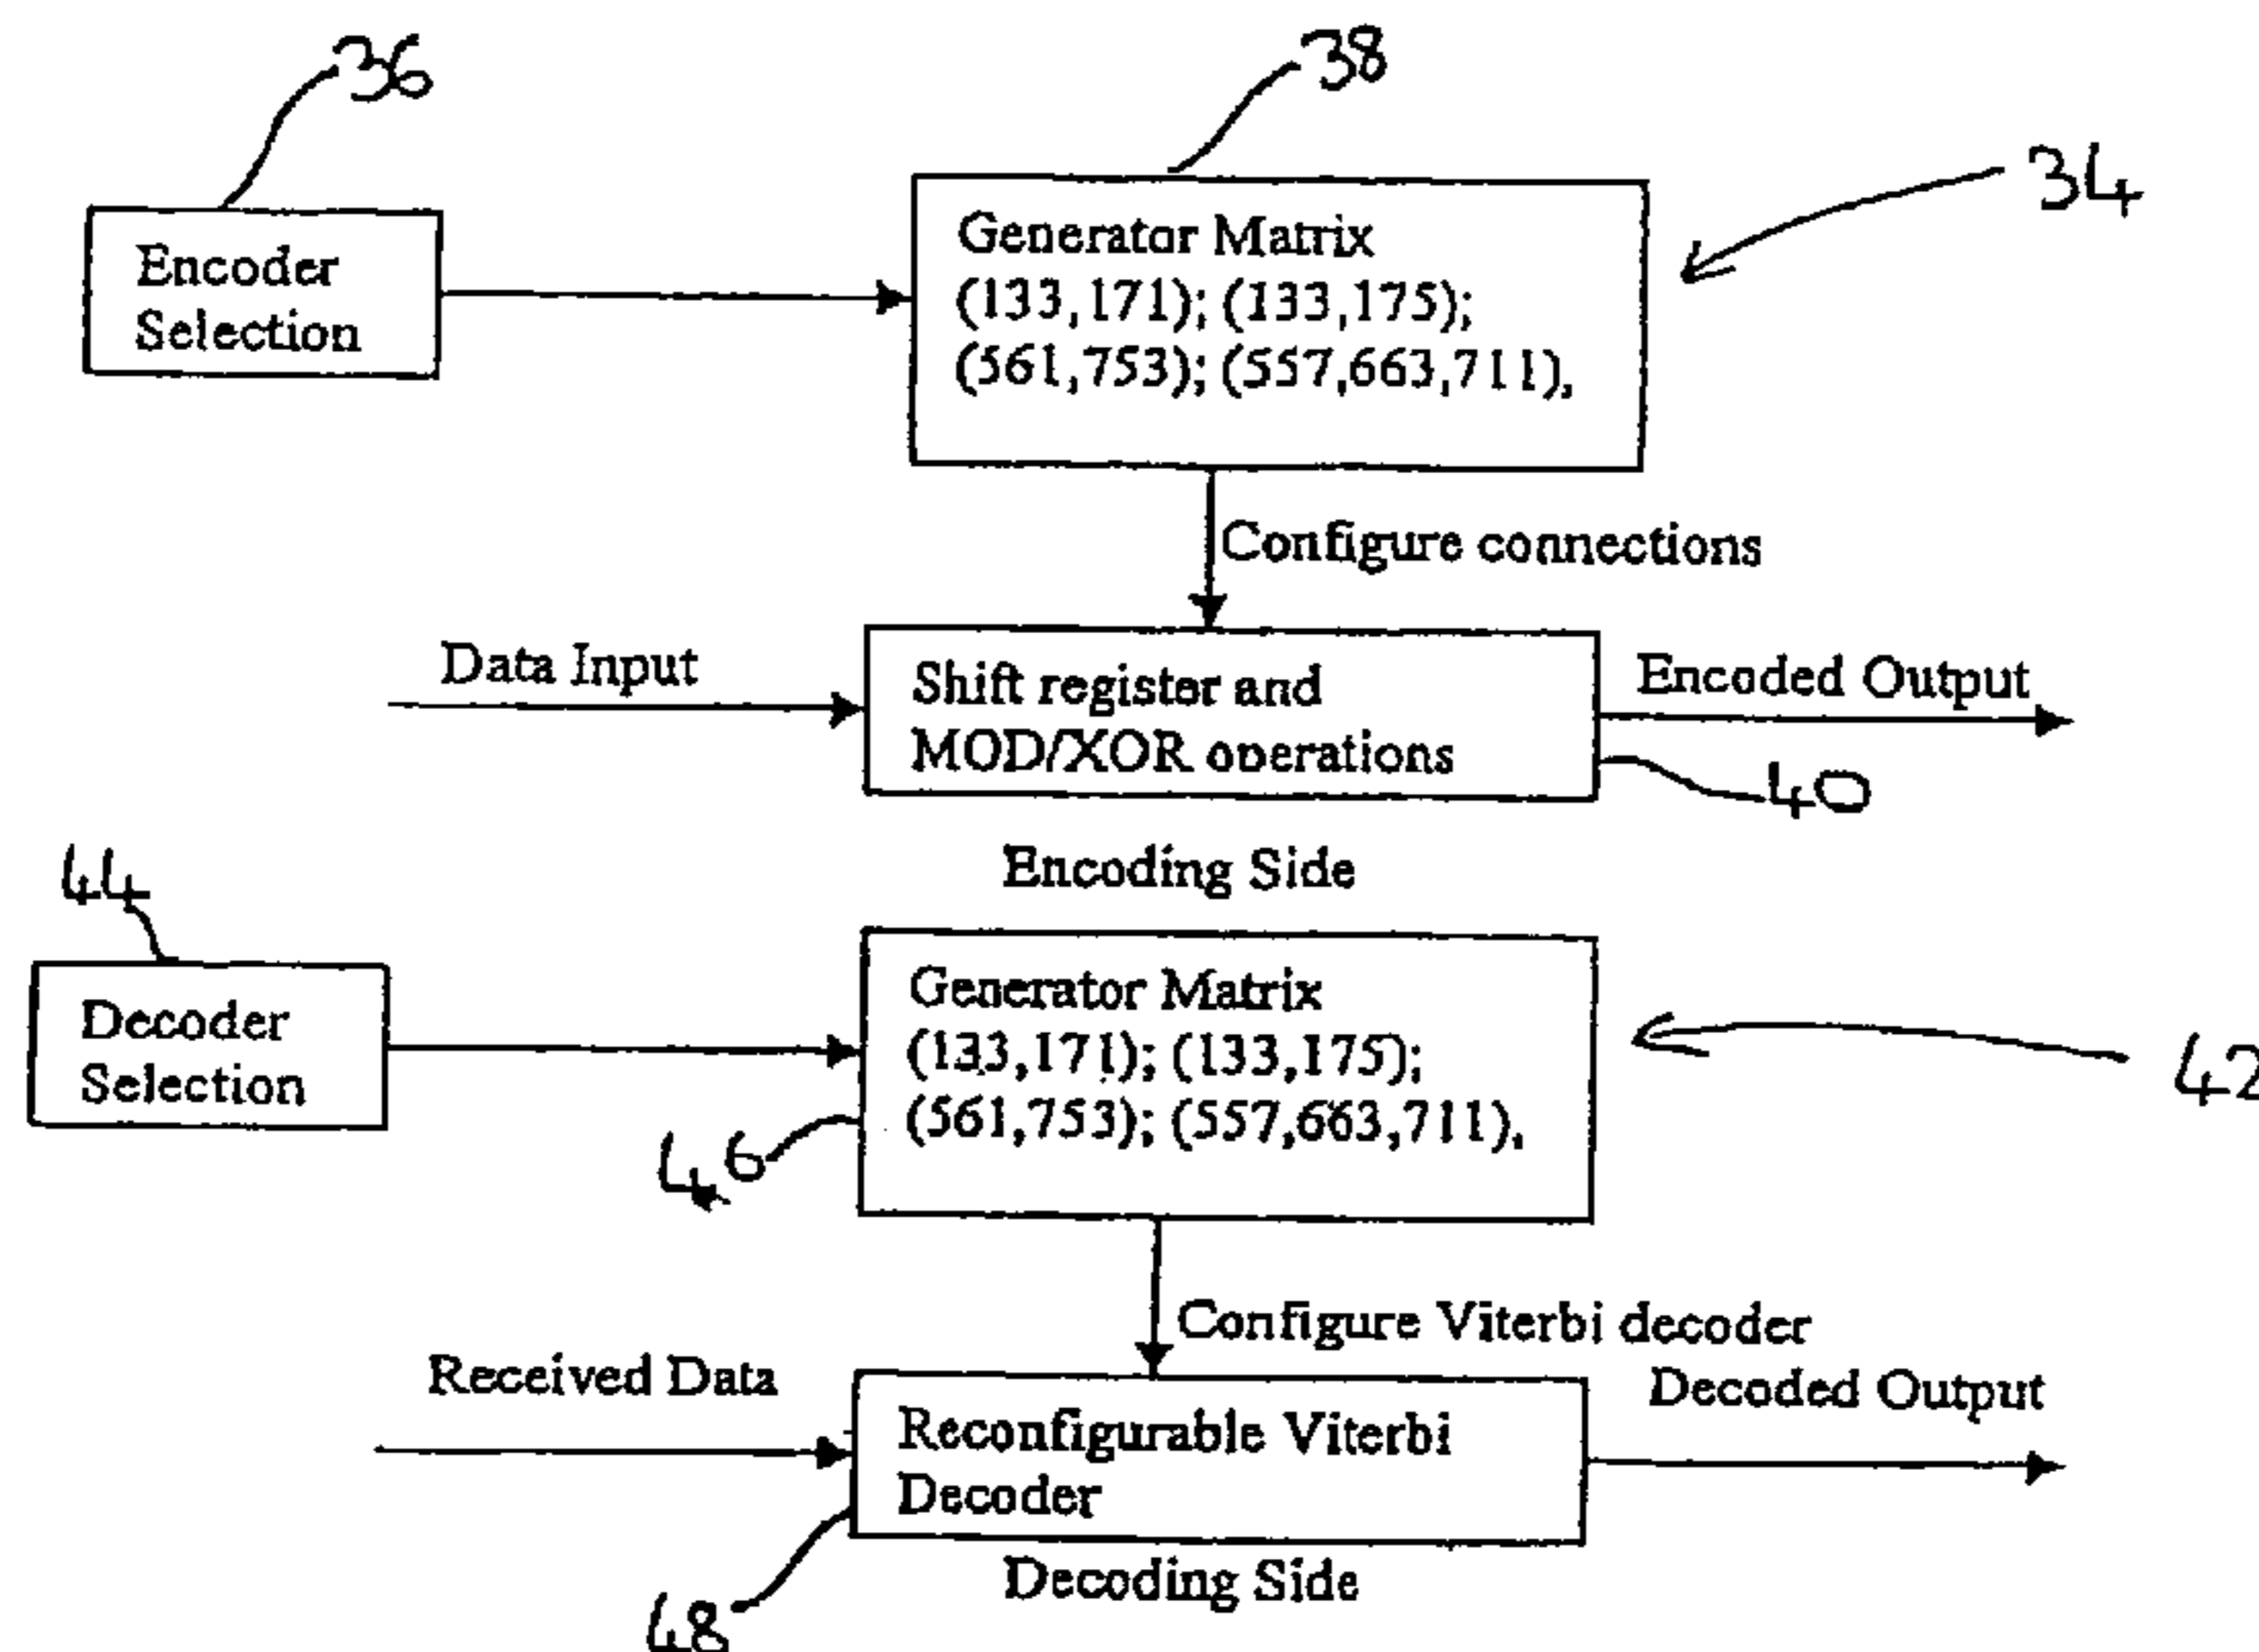 36
38
34
Encoder
Selection
Generator Matrix
(133,171); (133,175);
(561,753); (557,663,711),
Configure connections
Data Input
Shift register and
MOD/XOR operations
Encoded Output
40
Encoding Side
44
Decoder
Selection
Generator Matrix
(133,171); (133,175);
(561,753); (557,663,711),
42
46
Configure Viterbi decoder
Received Data
Reconfigurable Viterbi
Decoder
Decoded Output
Decoding Side
48